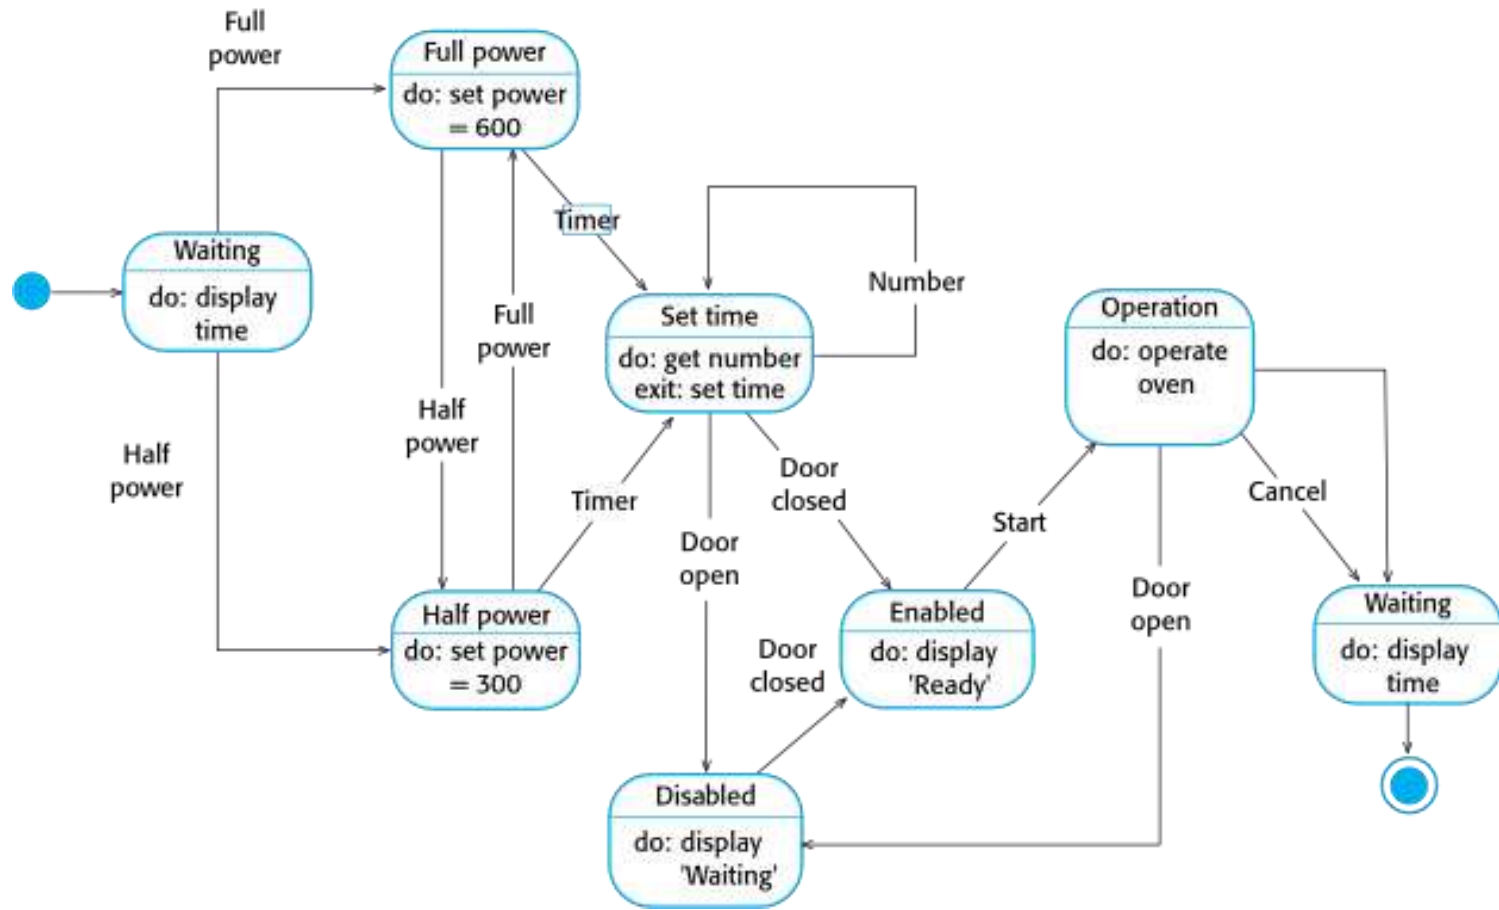 Full
power
Full power
do: set power
= 600
Timer
Waiting
do: display
time
Full
power
Set time
do: get number
exit: set time
Number
Operation
do: operate
oven
Half
power
Half
power
Timer
Door
closed
Door
open
Start
Cancel
Half power
do: set power
= 300
Enabled
do: display
'Ready'
Door
open
Waiting
do: display
time
Door
closed
Disabled
do: display
'Waiting'